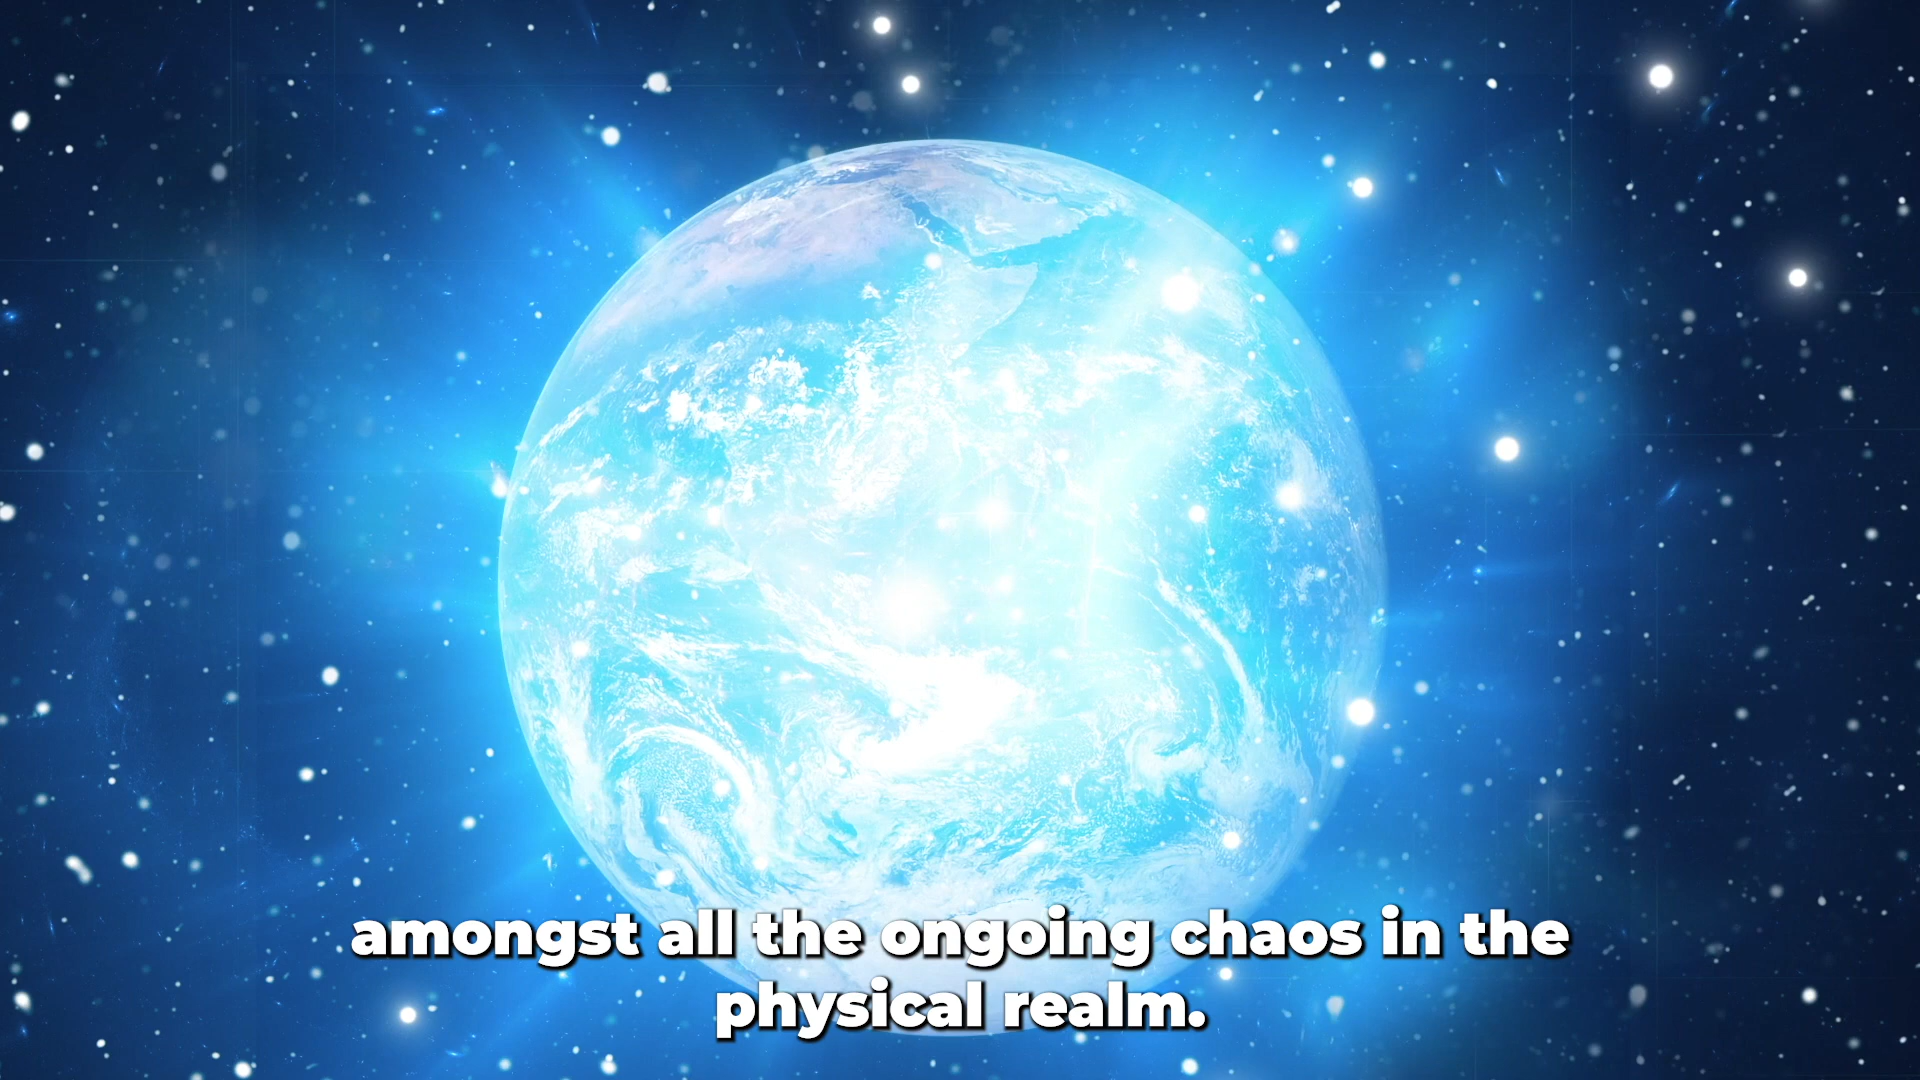 amongst all the ongoing chaos in the
physical realm.